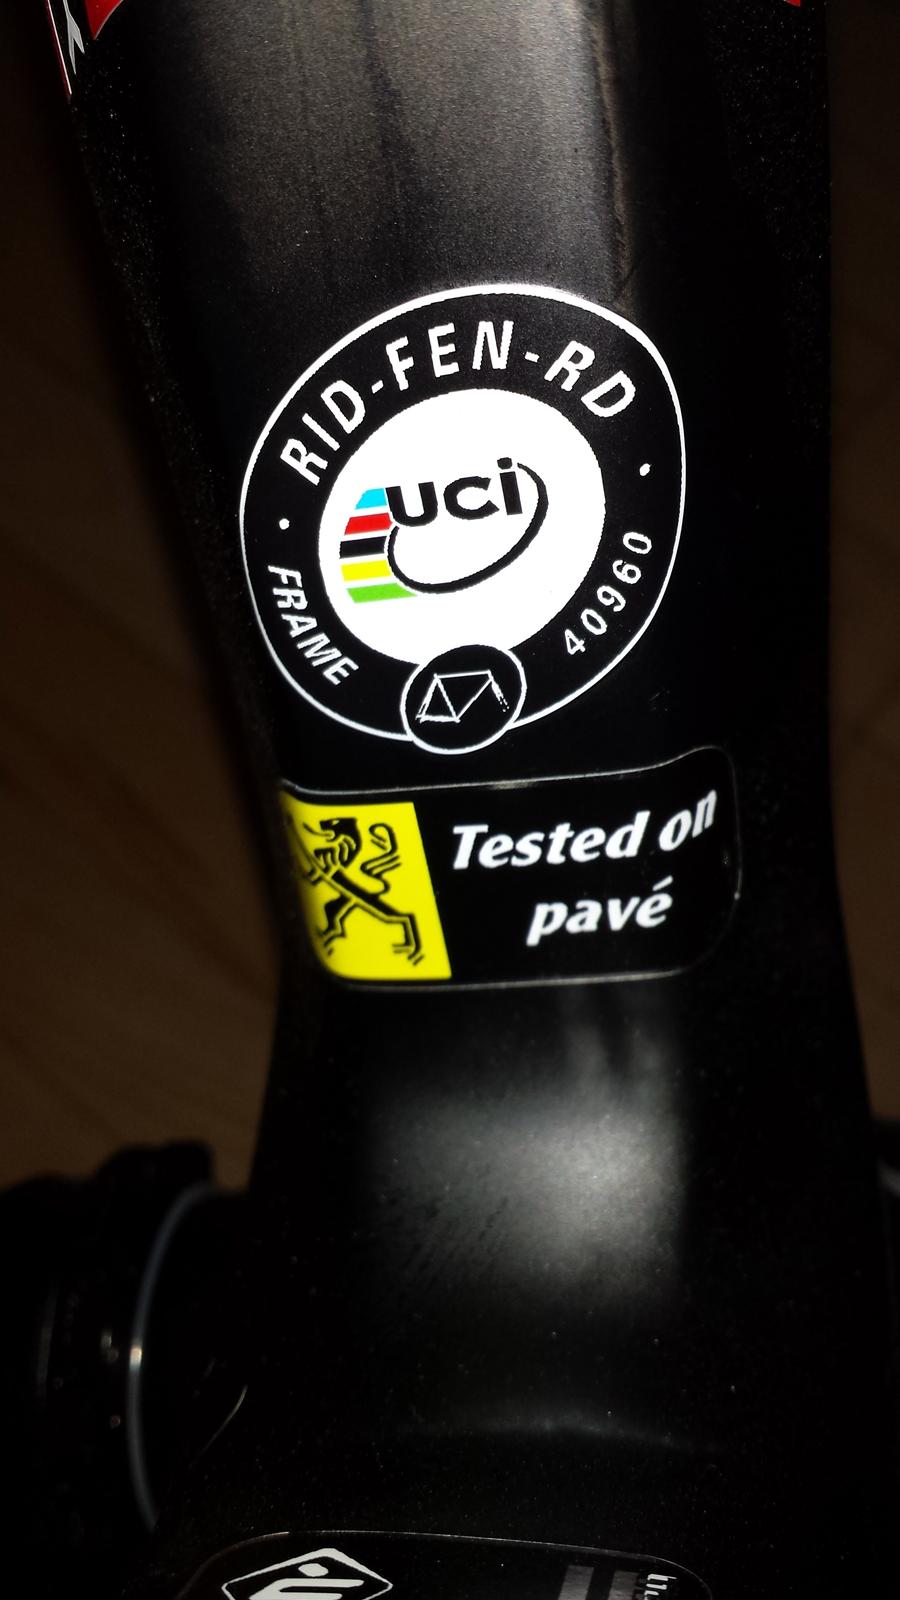 RID-FEN-RD
uci
FRAME
40960
Tested on
pavé